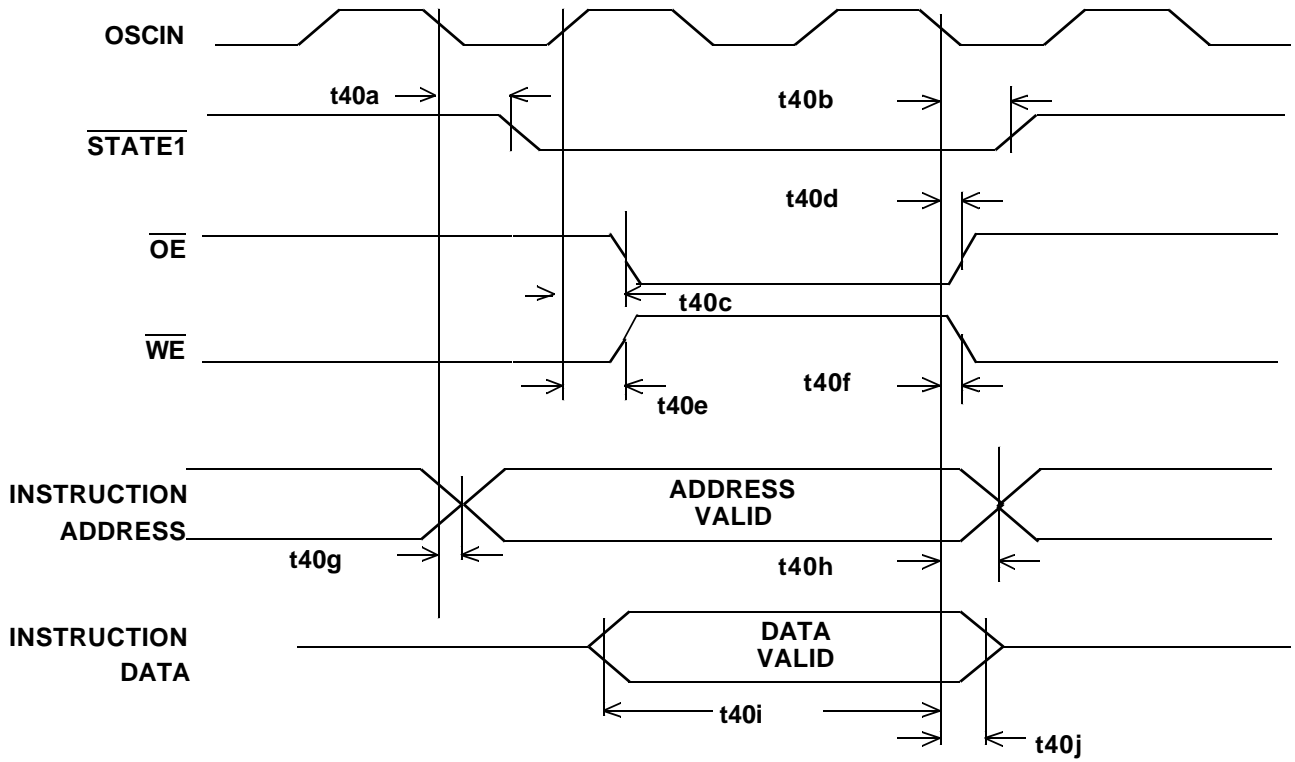 OSCIN
t40a
t40b
STATE1
t40d
OE
t40c
WE
t40f
t40e
INSTRUCTION
ADDRESS
ADDRESS
VALID
t40g
t40h
INSTRUCTION
DATA
DATA
VALID
t40i
t40j